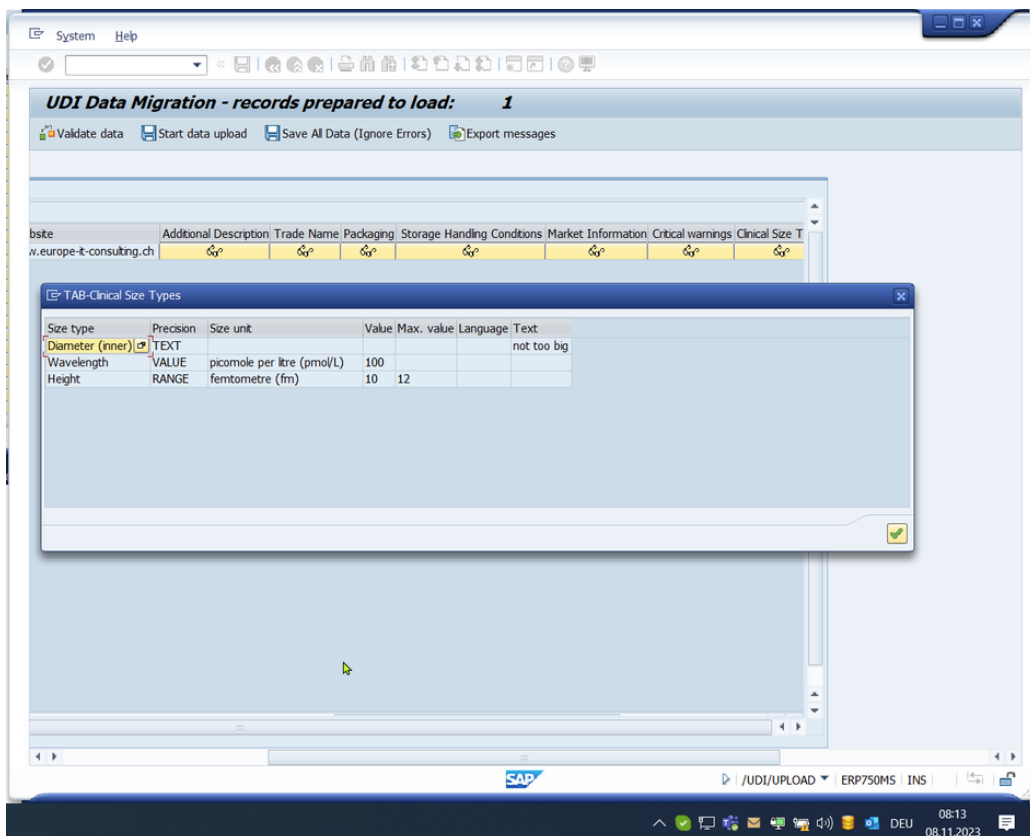 System Help
UDI Data Migration - records prepared to load: 1
Validate data Start data upload Save All Data (Ignore Errors) Export messages
bsite Additional Description Trade Name Packaging Storage Handling Conditions Market Information Critical warnings Clinical Size T
w.europe-it-consulting.ch
TAB-Clinical Size Types
Size type Precision Size unit Value Max. value Language Text
Diameter (inner) TEXT not too big
Wavelength VALUE picomole per litre (pmol/L) 100
Height RANGE femtometre (fm) 10 12
SAP /UDI/UPLOAD ERP750MS INS
DEU 08:13
08.11.2023